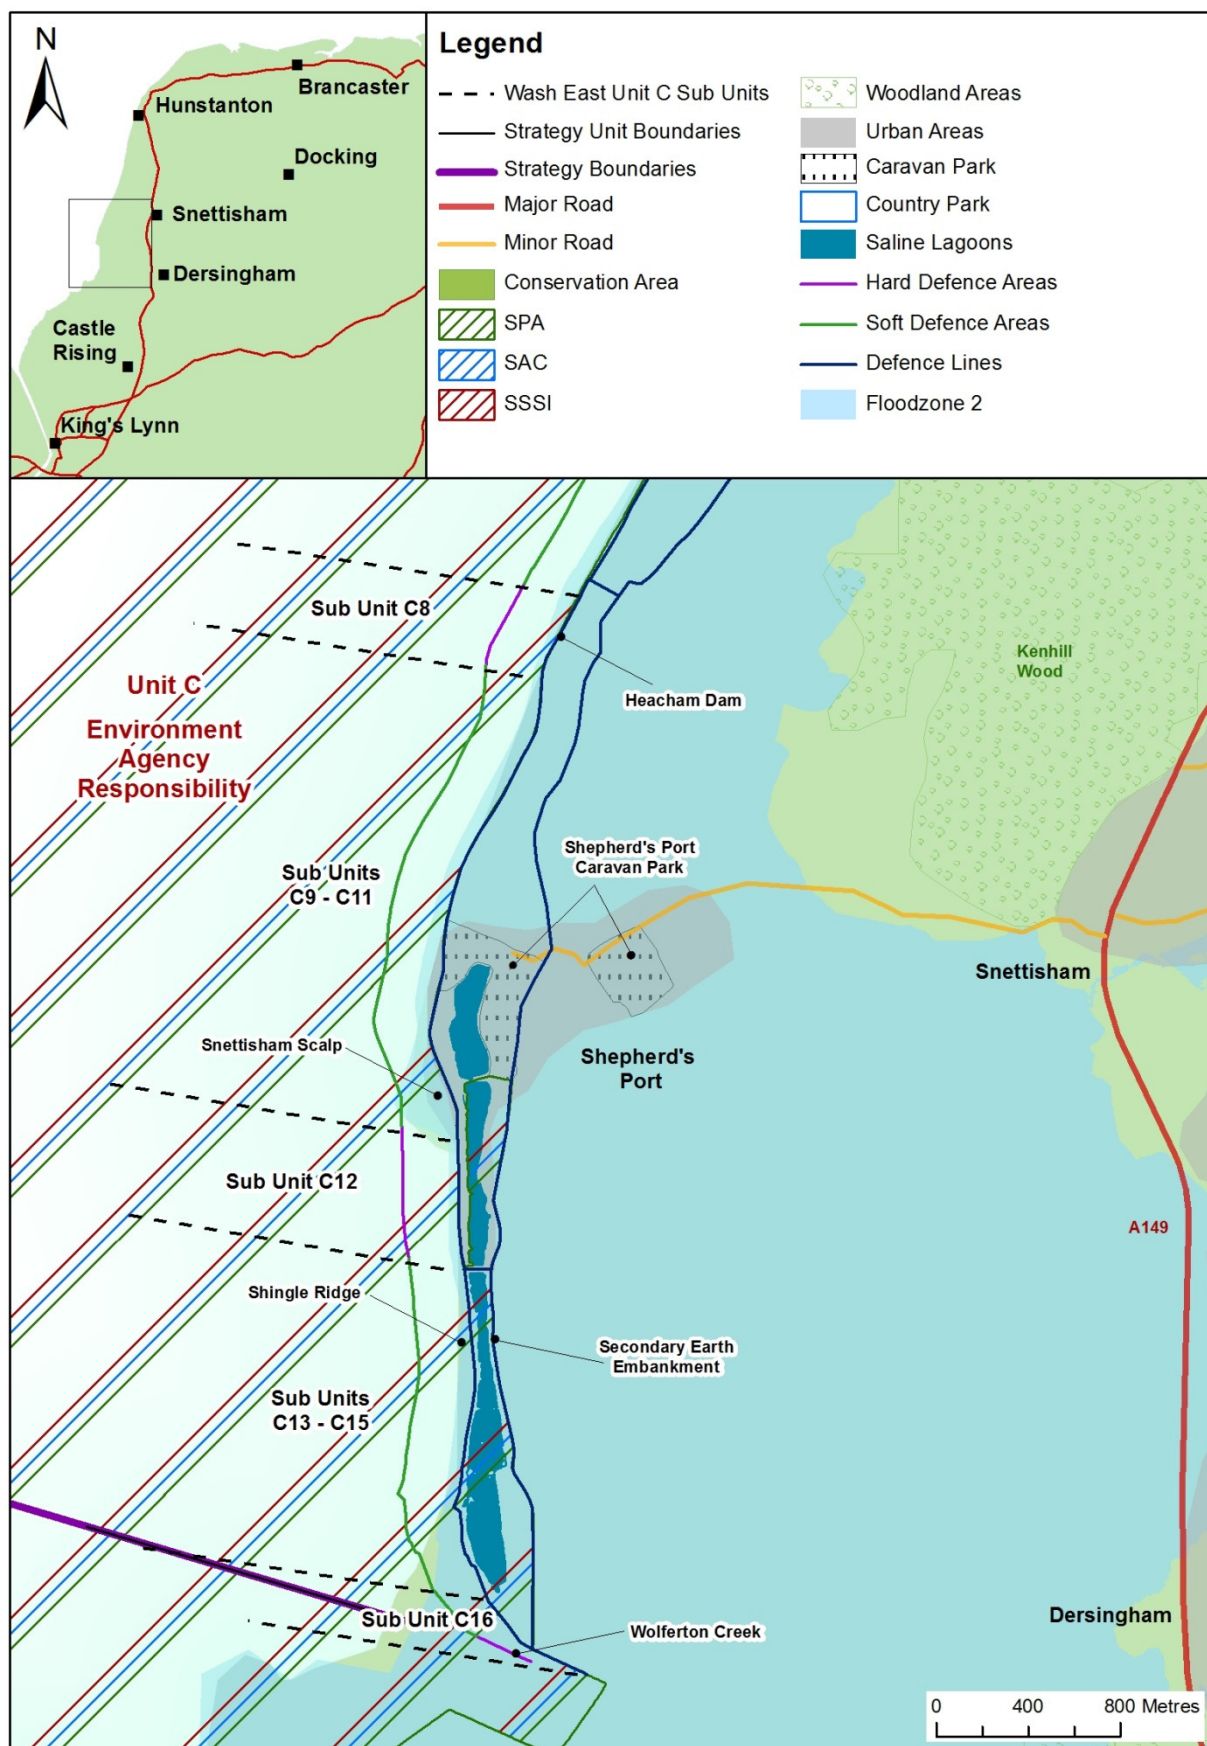 N
Brancaster
Hunstanton
Docking
Snettisham
Dersingham
Castle
Rising
King's Lynn
Legend
Wash East Unit C Sub Units
Strategy Unit Boundaries
Strategy Boundaries
Major Road
Minor Road
Conservation Area
SPA
SAC
SSSI
Woodland Areas
Urban Areas
Caravan Park
Country Park
Saline Lagoons
Hard Defence Areas
Soft Defence Areas
Defence Lines
Floodzone 2
Sub Unit C8
Kenhill
Wood
Unit C
Heacham Dam
Environment
Agency
Responsibility
Shepherd's Port
Caravan Park
Sub Units
C9 - C11
Snettisham
Snettisham Scalp
Shepherd's
Port
Sub Unit C12
A149
Shingle Ridge
Secondary Earth
Embankment
Sub Units
C13 - C15
Dersingham
Sub Unit C16
Wolferton Creek
0 400 800 Metres